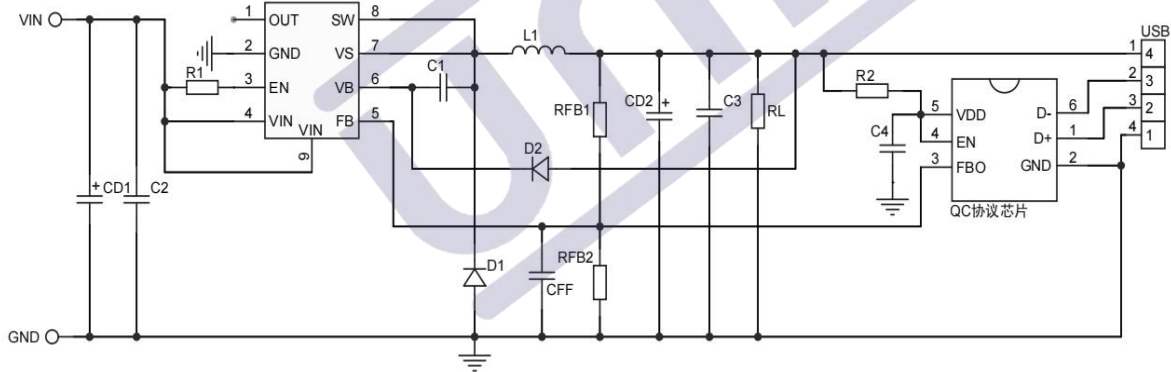 VIN
1 OUT SW 8
2 GND VS 7
R1
3 EN VB 6
4 VIN FB 5
VIN
9
C1
L1
RFB1
CD2 +
C3
RL
D2
R2
C4
5 VDD D- 6
4 EN D+ 1
3 FBO GND 2
QC协议芯片
USB
1 4
2 3
3 2
4 1
+ CD1
C2
D1
CFF
RFB2
GND